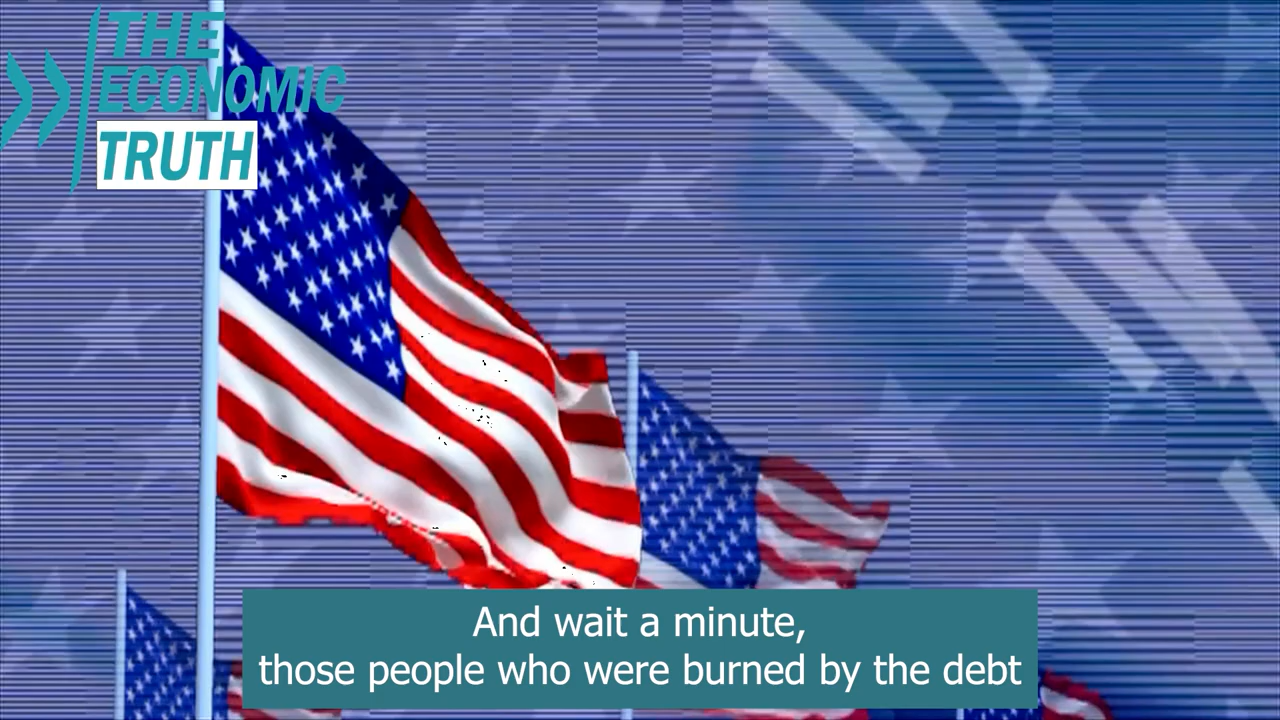 THE
ECONOMIC
TRUTH
And wait a minute,
those people who were burned by the debt